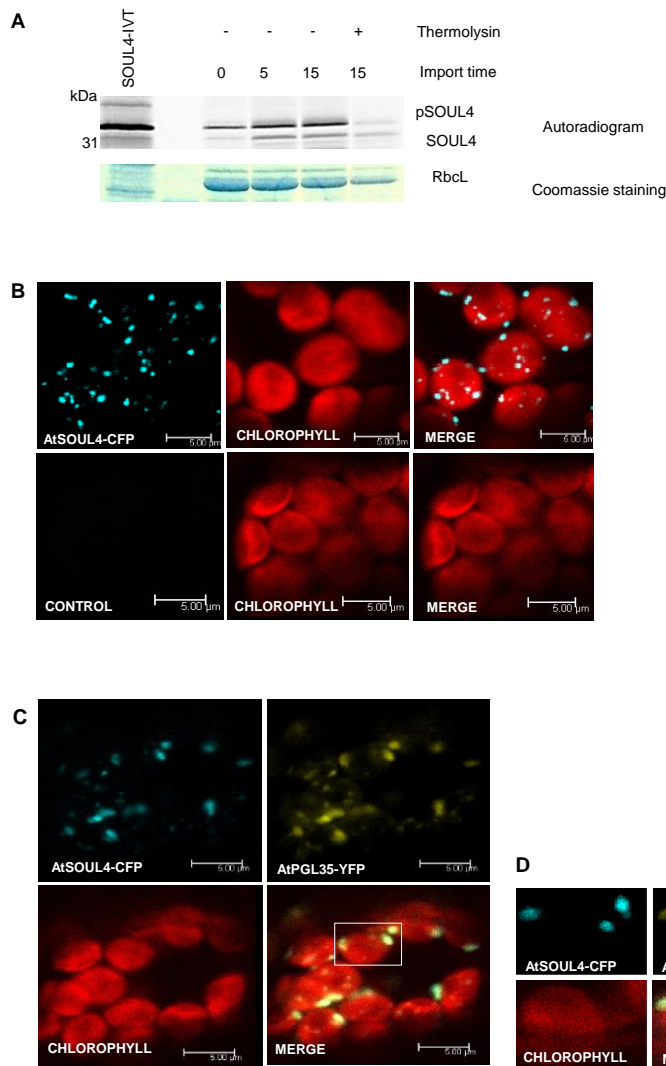 A
SOUL4-IVT
- - - + Thermolysin
0 5 15 15 Import time
kDa
31
pSOUL4
SOUL4
Autoradiogram
RbcL
Coomassie staining
B
AtSOUL4-CFP
5.00 µm
CHLOROPHYLL
5.00 µm
MERGE
5.00 µm
CONTROL
5.00 µm
CHLOROPHYLL
5.00 µm
MERGE
5.00 µm
C
AtSOUL4-CFP
5.00 µm
AtPGL35-YFP
5.00 µm
CHLOROPHYLL
5.00 µm
MERGE
5.00 µm
D
AtSOUL4-CFP
A
CHLOROPHYLL
M